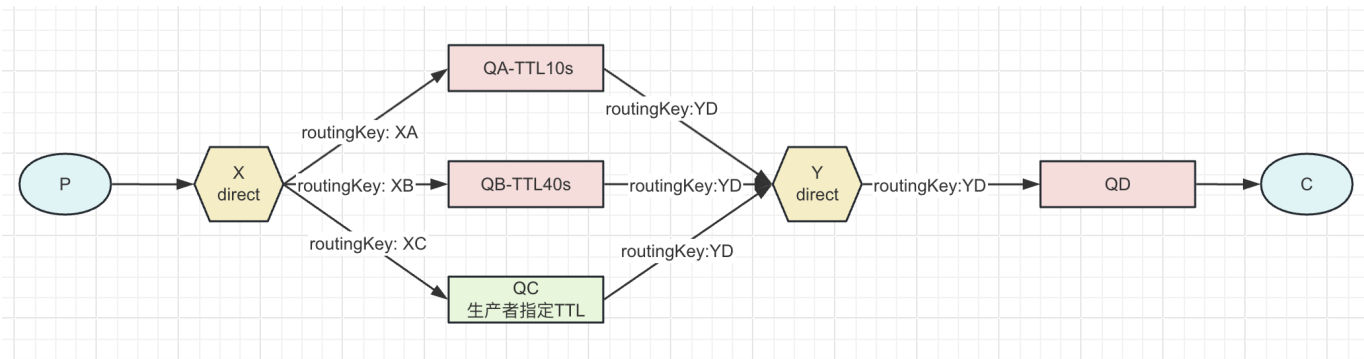 QA-TTL10s
routingKey:YD
routingKey: XA
P
X
direct
routingKey: XB
QB-TTL40s
routingKey:YD
Y
direct
routingKey:YD
QD
C
routingKey: XC
routingKey:YD
QC
生产者指定TTL